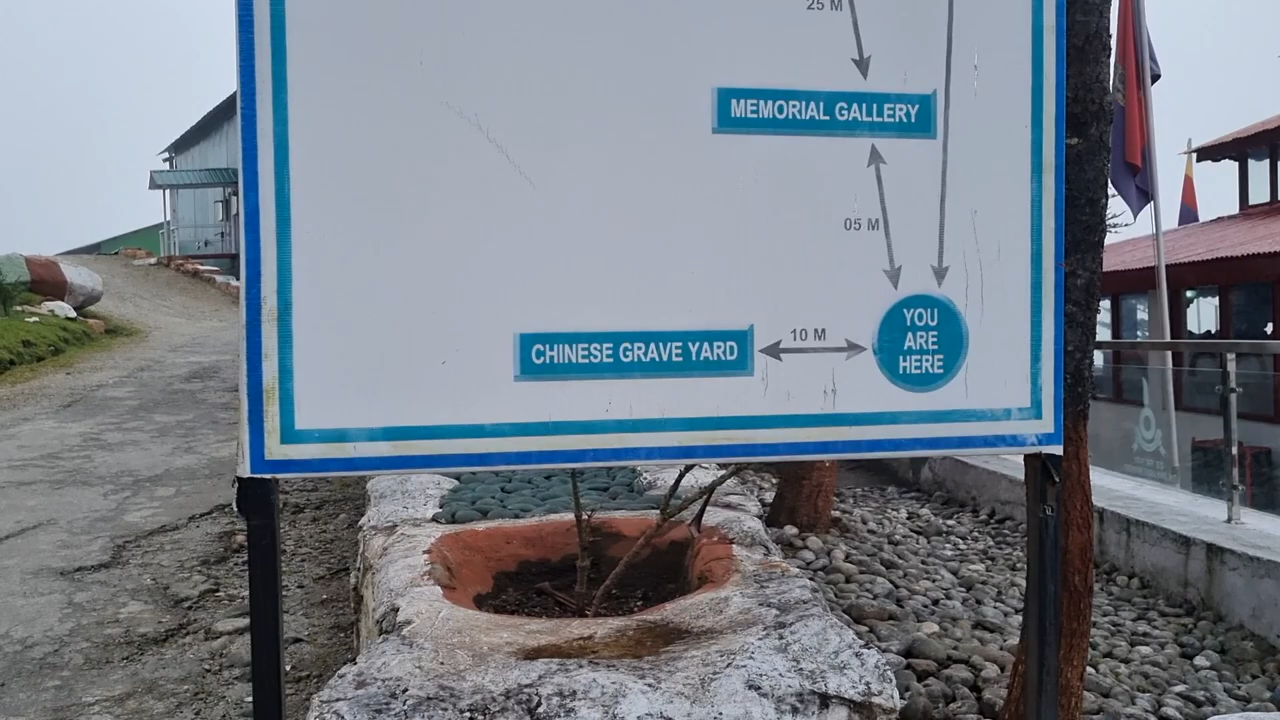 25 M
MEMORIAL GALLERY
05 M
YOU
ARE
HERE
10 M
CHINESE GRAVE YARD